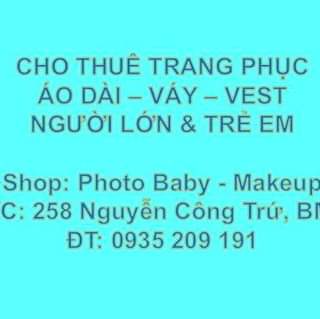 CHO THUÊ TRANG PHỤC
ÁO DÀI – VÁY – VEST
NGƯỜI LỚN & TRẺ EM
Shop: Photo Baby - Makeup
C: 258 Nguyễn Công Trứ, BM
ĐT: 0935 209 191